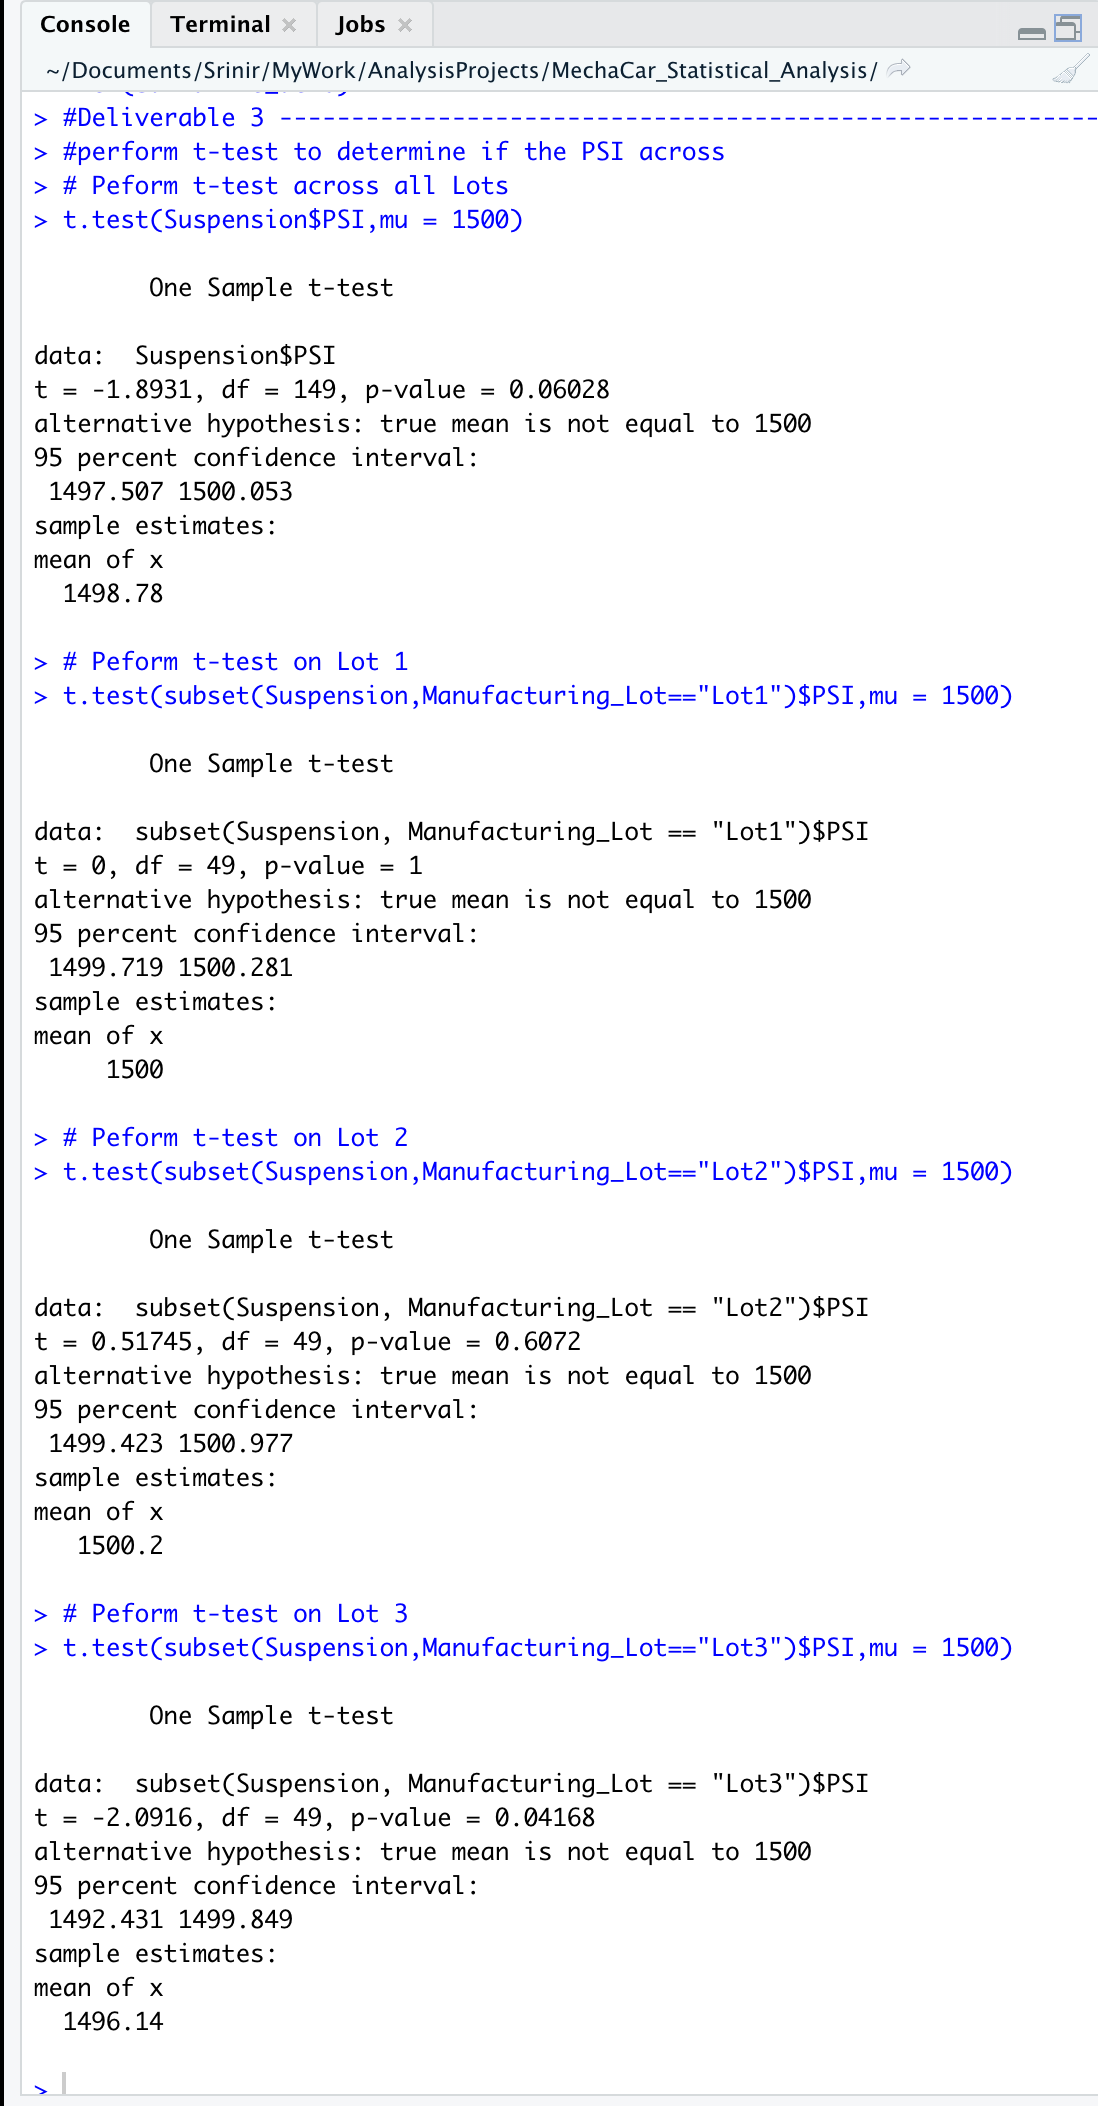 Console Terminal Jobs
~/Documents/Srinir/MyWork/AnalysisProjects/MechaCar_Statistical_Analysis/
> #Deliverable 3 ---------------------------------------------------------
> #perform t-test to determine if the PSI across
> # Peform t-test across all Lots
> t.test(Suspension$PSI,mu = 1500)
One Sample t-test
data:  Suspension$PSI
t = -1.8931, df = 149, p-value = 0.06028
alternative hypothesis: true mean is not equal to 1500
95 percent confidence interval:
1497.507 1500.053
sample estimates:
mean of x
1498.78
> # Peform t-test on Lot 1
> t.test(subset(Suspension,Manufacturing_Lot=="Lot1")$PSI,mu = 1500)
One Sample t-test
data:  subset(Suspension, Manufacturing_Lot == "Lot1")$PSI
t = 0, df = 49, p-value = 1
alternative hypothesis: true mean is not equal to 1500
95 percent confidence interval:
1499.719 1500.281
sample estimates:
mean of x
1500
> # Peform t-test on Lot 2
> t.test(subset(Suspension,Manufacturing_Lot=="Lot2")$PSI,mu = 1500)
One Sample t-test
data:  subset(Suspension, Manufacturing_Lot == "Lot2")$PSI
t = 0.51745, df = 49, p-value = 0.6072
alternative hypothesis: true mean is not equal to 1500
95 percent confidence interval:
1499.423 1500.977
sample estimates:
mean of x
1500.2
> # Peform t-test on Lot 3
> t.test(subset(Suspension,Manufacturing_Lot=="Lot3")$PSI,mu = 1500)
One Sample t-test
data:  subset(Suspension, Manufacturing_Lot == "Lot3")$PSI
t = -2.0916, df = 49, p-value = 0.04168
alternative hypothesis: true mean is not equal to 1500
95 percent confidence interval:
1492.431 1499.849
sample estimates:
mean of x
1496.14
>